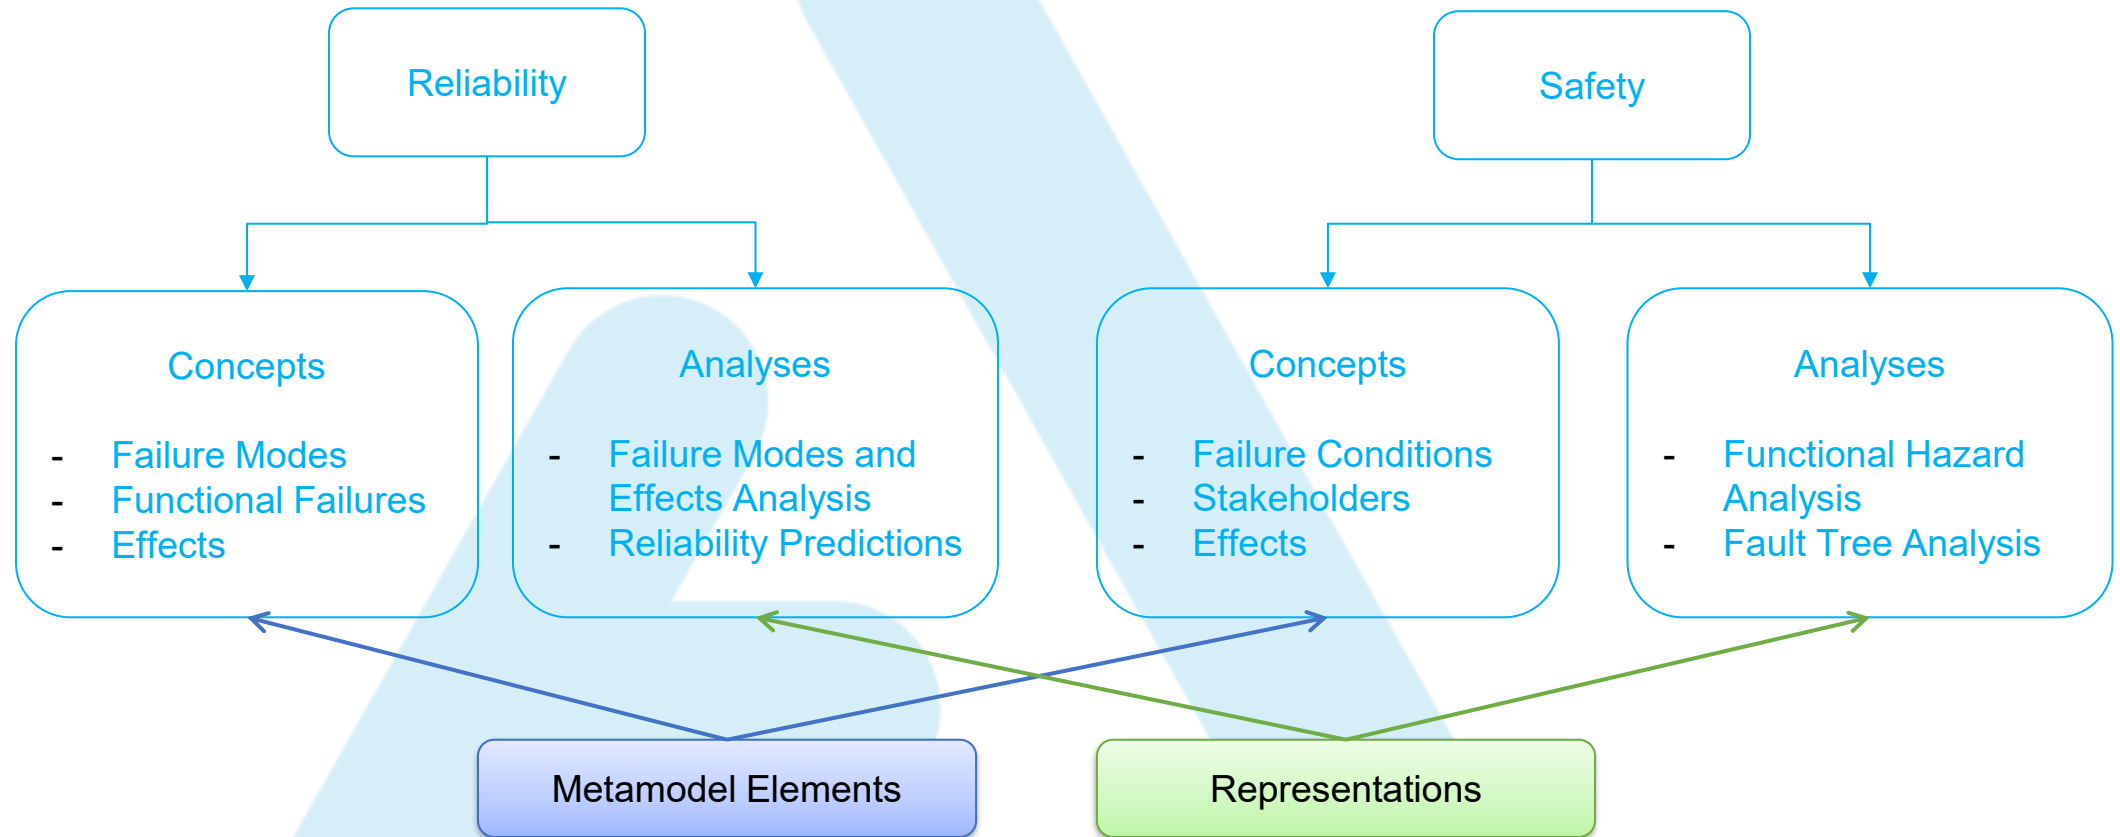 Reliability
Safety
Concepts
- Failure Modes
- Functional Failures
- Effects
Analyses
- Failure Modes and
Effects Analysis
- Reliability Predictions
Concepts
- Failure Conditions
- Stakeholders
- Effects
Analyses
- Functional Hazard
Analysis
- Fault Tree Analysis
Metamodel Elements
Representations